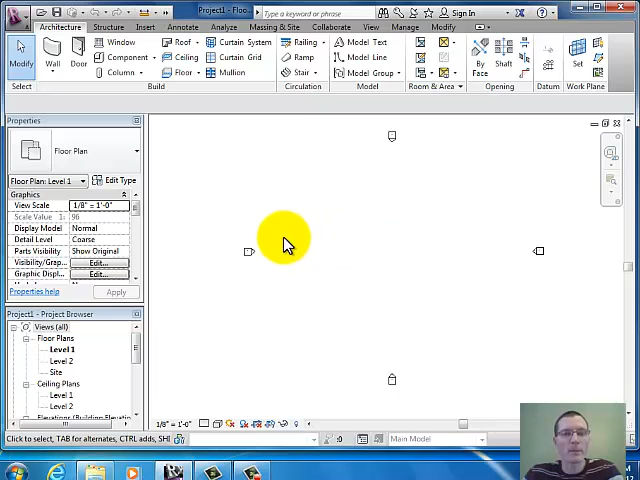 Project1 - Floo...
Sign In
Architecture Structure Insert Annotate Analyze Massing & Site Collaborate View Manage Modify
Modify Wall Door
Window Component Column
Roof Ceiling Floor
Curtain System Curtain Grid Mullion
Railing Ramp Stair
Model Text Model Line Model Group
By Face Shaft Set
Select Build Circulation Model Room & Area Opening Datum Work Plane
Properties
Floor Plan
Floor Plan: Level 1 Edit Type
Graphics
View Scale 1/8" = 1'-0"
Scale Value 1: 96
Display Model Normal
Detail Level Coarse
Parts Visibility Show Original
Visibility/Grap... Edit...
Graphic Displ... Edit...
Properties help Apply
Project1 - Project Browser
Views (all)
Floor Plans
Level 1
Level 2
Site
Ceiling Plans
Level 1
Level 2
Elevations (Building Elevation
1/8" = 1'-0"
Click to select, TAB for alternates, CTRL adds, SHI :0 Main Model